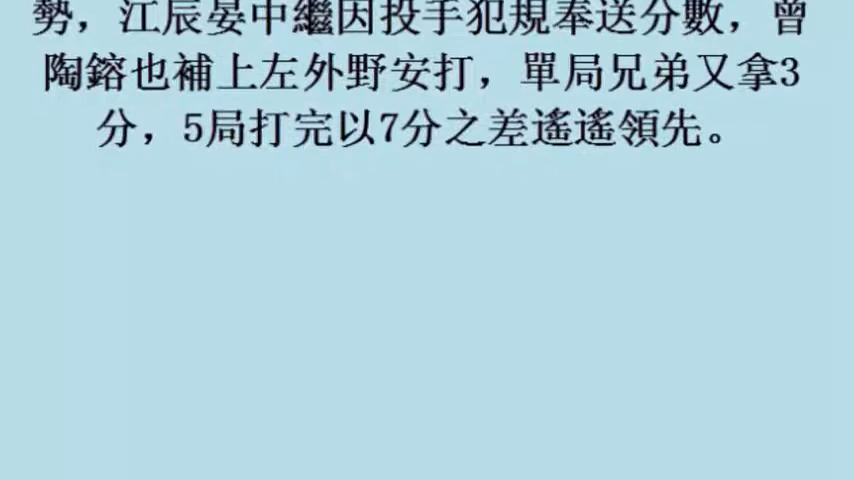 勢，江辰晏中繼因投手犯規奉送分數，曾
陶鎔也補上左外野安打，單局兄弟又拿3
分，5局打完以7分之差遙遙領先。